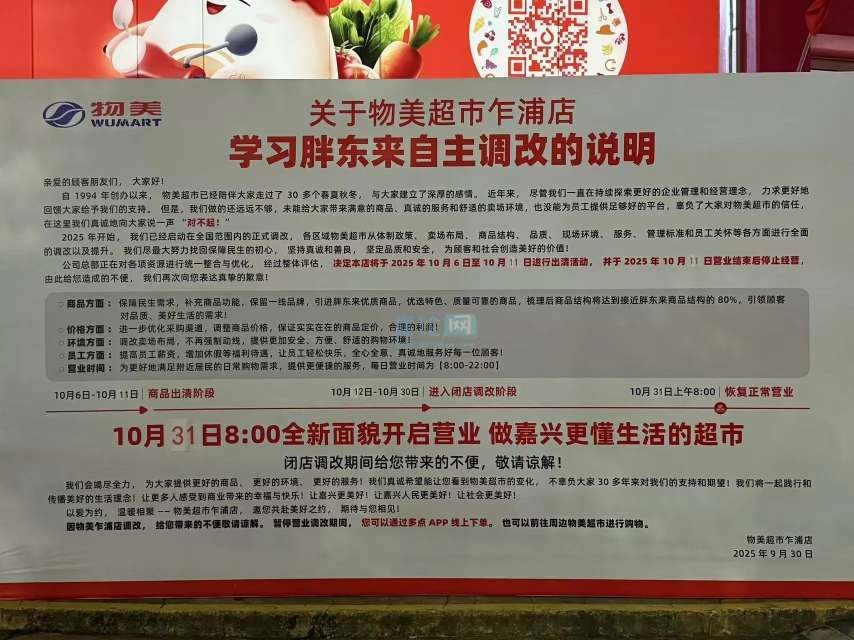 物美
WUMART
关于物美超市乍浦店
学习胖东来自主调改的说明
亲爱的顾客朋友们，大家好！
自 1994 年创办以来，物美超市已经陪伴大家走过了 30 多个春夏秋冬，与大家建立了深厚的感情。近年来，尽管我们一直在持续探索更好的企业管理和经营理念，力求更好地
回馈大家给予我们的支持。但是，我们做的还远远不够，未能给大家带来满意的商品、真诚的服务和舒适的卖场环境，也没能为员工提供足够好的平台，辜负了大家对物美超市的信任，
在这里我们真诚地向大家说一声“对不起！”
2025 年开始，我们已经启动在全国范围内的正式调改，各区域物美超市从体制政策、卖场布局、商品结构、品质、现场环境、服务、管理标准和员工关怀等各方面进行全面
的调改以及提升。我们尽最大努力找回保障民生的初心，坚持真诚和善良，坚定品质和安全，为顾客和社会创造美好的价值！
公司总部正在对各项资源进行统一整合与优化，经过整体评估，决定本店将于 2025 年 10 月 6 日至 10 月 11 日进行出清活动，并于 2025 年 10 月 11 日营业结束后停止经营，
由此给您造成的不便，我们再次向您表达真挚的歉意！
○ 商品方面：保障民生需求，补充商品功能，保留一线品牌，引进胖东来优质商品，优选特色、质量可靠的商品，梳理后商品结构将达到接近胖东来商品结构的 80%，引领顾客
对品质、美好生活的需求！
○ 价格方面：进一步优化采购渠道，调整商品价格，保证实实在在的商品定价，合理的利润！
○ 环境方面：调改卖场布局，不再强制动线，提供更加安全、方便、舒适的购物环境！
○ 员工方面：提高员工薪资，增加休假等福利待遇，让员工轻松快乐，全心全意、真诚地服务好每一位顾客！
○ 营业时间：为更好地满足附近居民的日常购物需求，提供更便捷的服务，每日营业时间为【8:00-22:00】
10月6日-10月11日 商品出清阶段
10月12日-10月30日 进入闭店调改阶段
10月31日上午8:00 恢复正常营业
10月31日8:00全新面貌开启营业 做嘉兴更懂生活的超市
闭店调改期间给您带来的不便，敬请谅解！
我们会竭尽全力，为大家提供更好的商品、更好的环境、更好的服务！我们真诚希望能让您看到物美超市的变化，不辜负大家 30 多年来对我们的支持和期望！我们将一起践行和
传播美好的生活理念！让更多人感受到商业带来的幸福与快乐！让嘉兴更美好！让嘉兴人民更美好！让社会更美好！
以爱为约，温暖相聚 —— 物美超市乍浦店，邀您共赴美好之约，期待与您相见！
因物美乍浦店调改，给您带来的不便敬请谅解。暂停营业调改期间，您可以通过多点 APP 线上下单。也可以前往周边物美超市进行购物。
物美超市乍浦店
2025 年 9 月 30 日